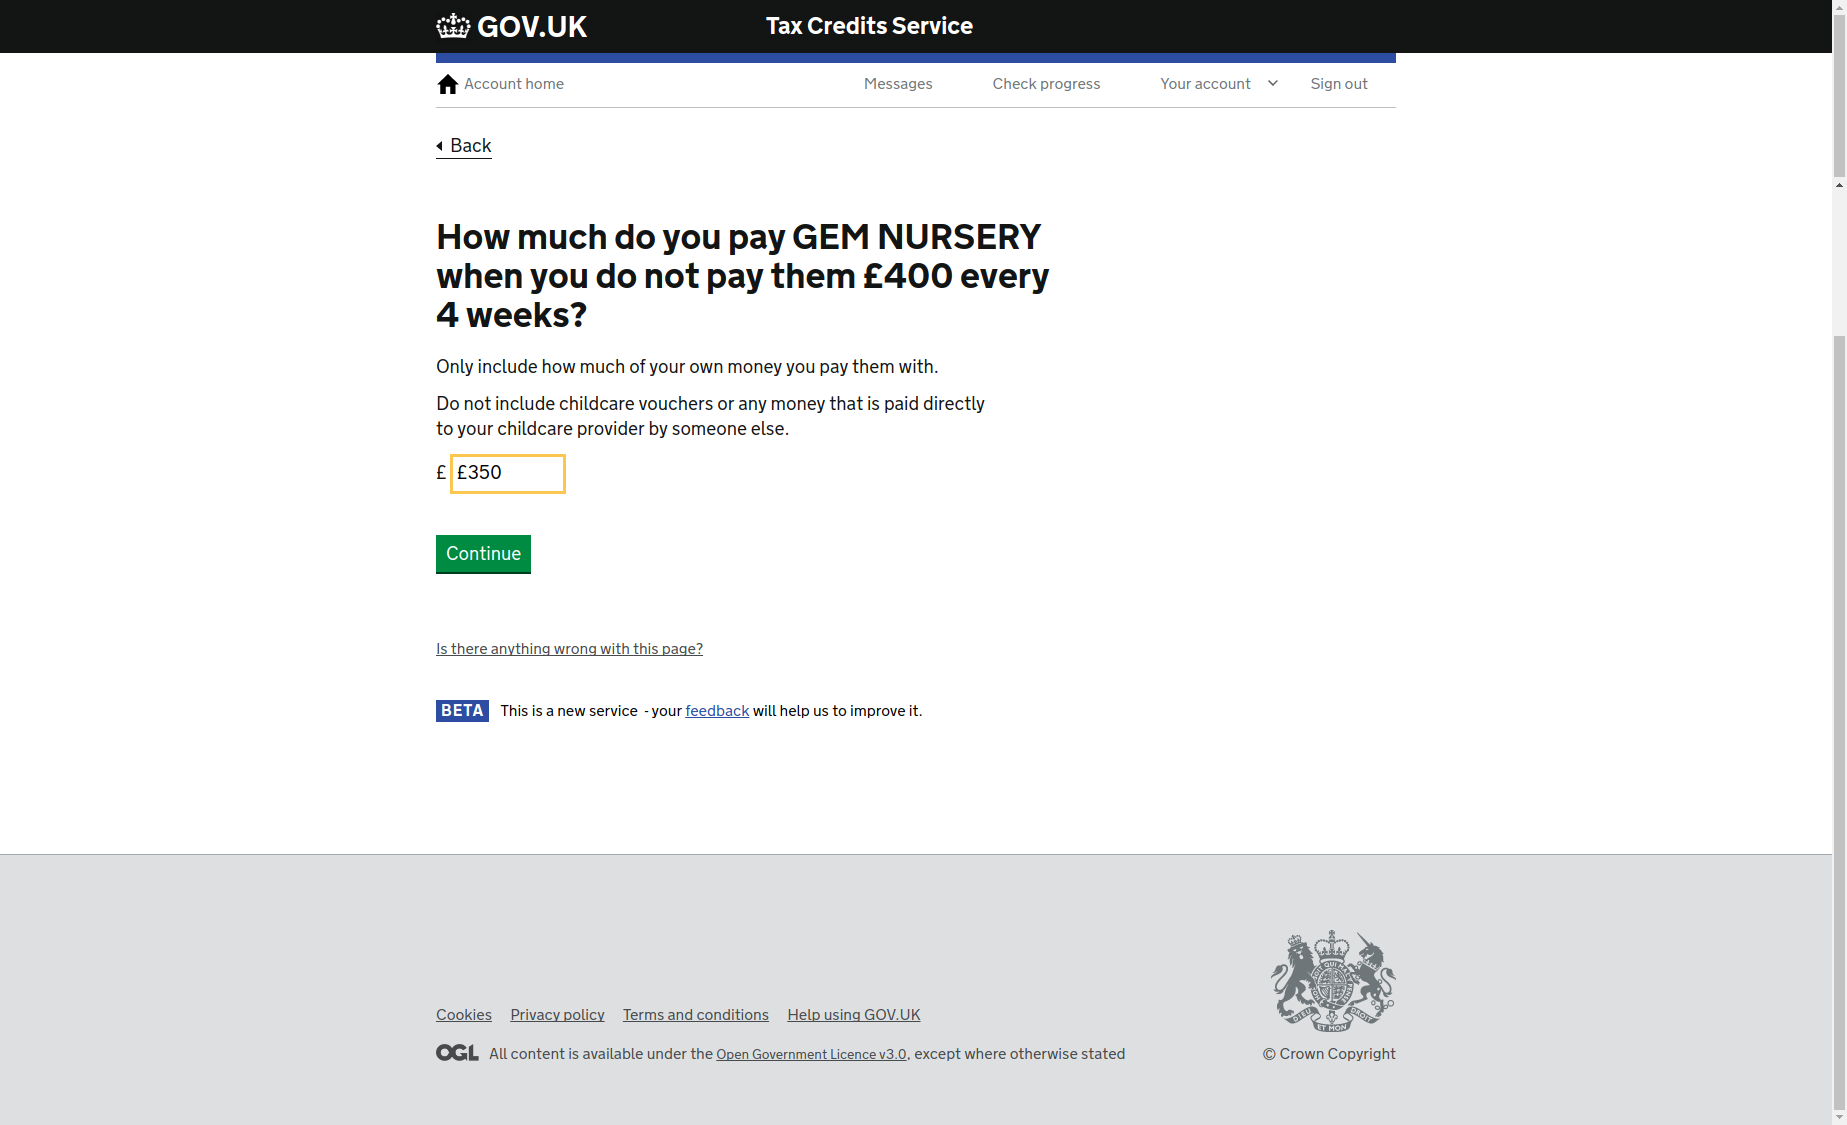 GOV.UK
Tax Credits Service
Account home
Messages
Check progress
Your account
Sign out
Back
How much do you pay GEM NURSERY
when you do not pay them £400 every
4 weeks?
Only include how much of your own money you pay them with.
Do not include childcare vouchers or any money that is paid directly
to your childcare provider by someone else.
£ £350
Continue
Is there anything wrong with this page?
BETA This is a new service - your feedback will help us to improve it.
Cookies Privacy policy Terms and conditions Help using GOV.UK
OGL All content is available under the Open Government Licence v3.0, except where otherwise stated
© Crown Copyright